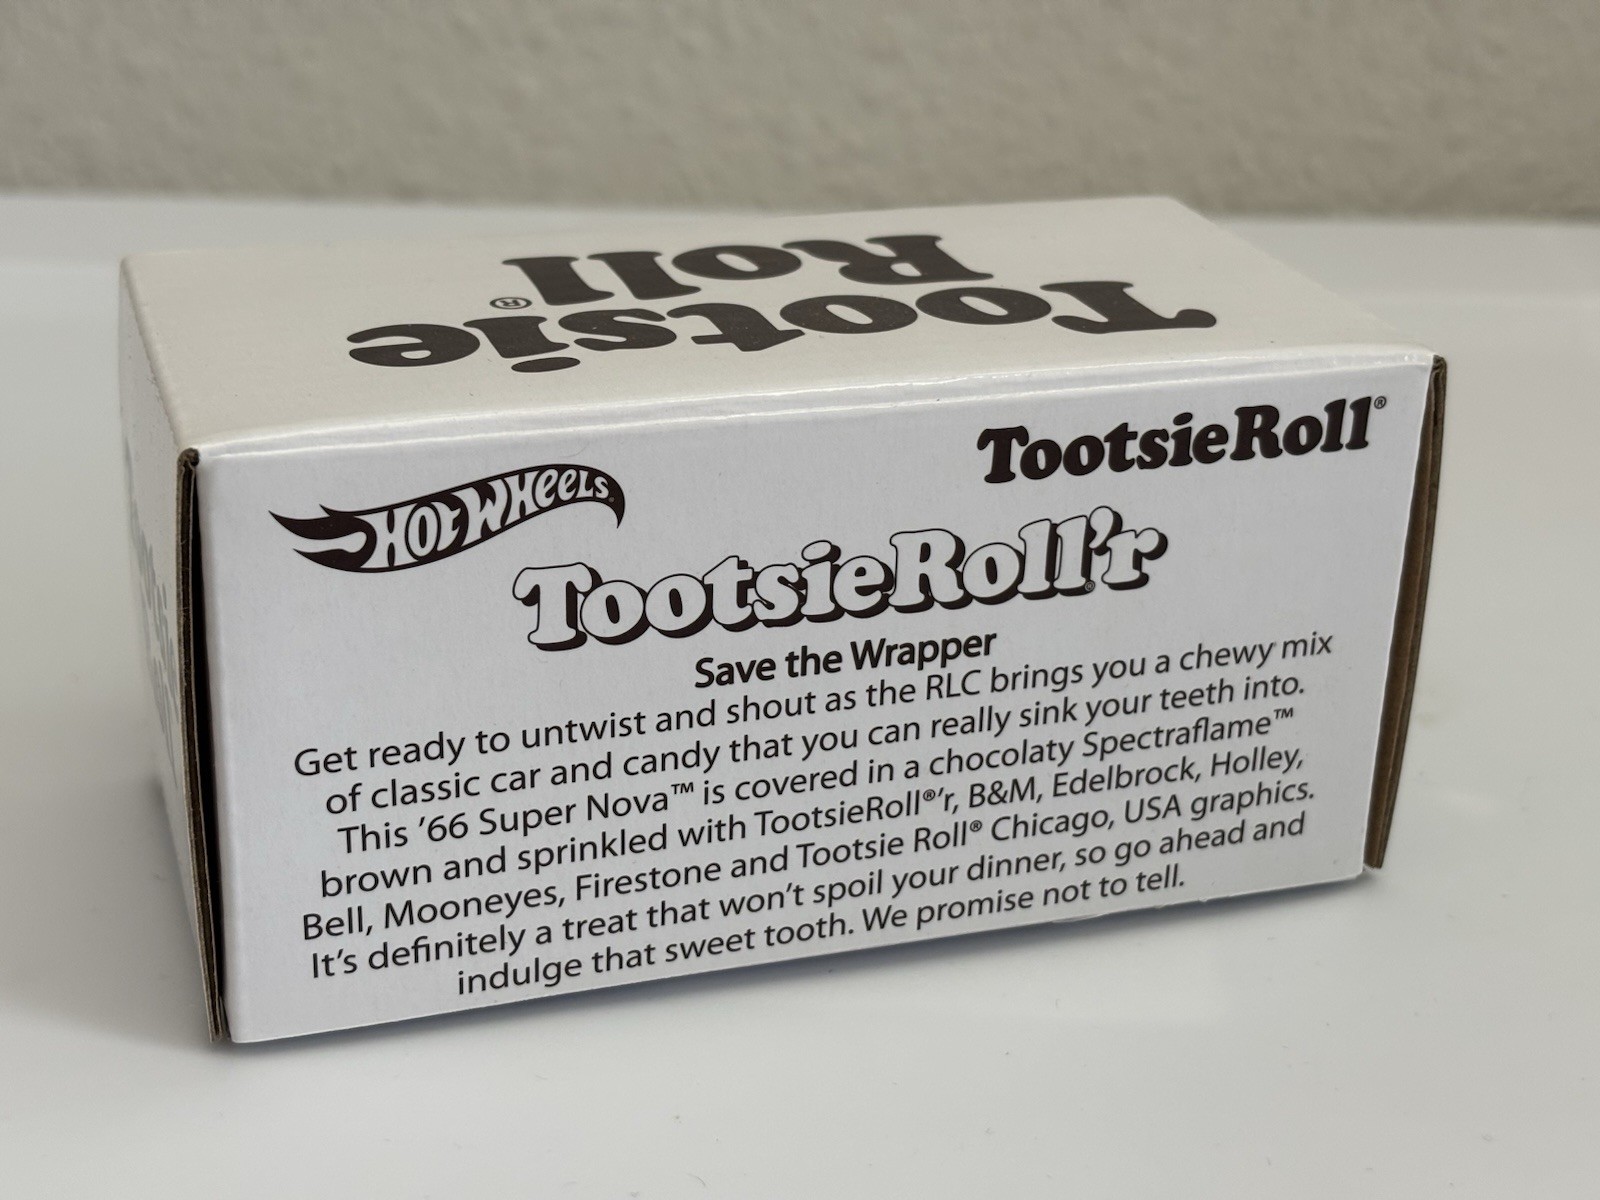 Tootsie
Roll®
TootsieRoll®
HOT WHEELS
TootsieRoll'r
Save the Wrapper
Get ready to untwist and shout as the RLC brings you a chewy mix
of classic car and candy that you can really sink your teeth into.
This '66 Super Nova™ is covered in a chocolaty Spectraflame™
brown and sprinkled with TootsieRoll®'r, B&M, Edelbrock, Holley,
Bell, Mooneyes, Firestone and Tootsie Roll® Chicago, USA graphics.
It's definitely a treat that won't spoil your dinner, so go ahead and
indulge that sweet tooth. We promise not to tell.